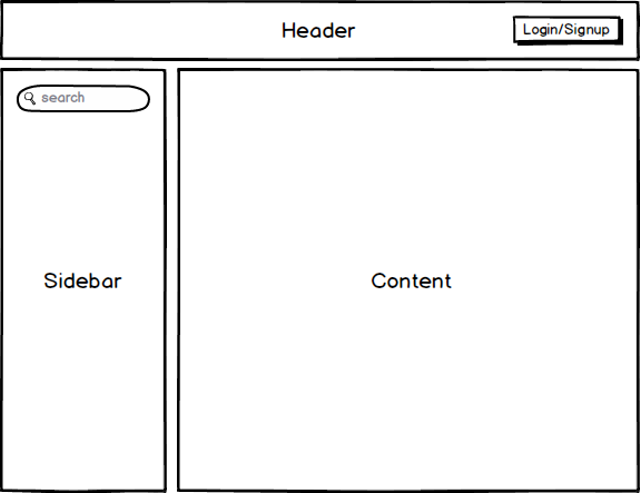 Header
Login/Signup
search
Sidebar
Content